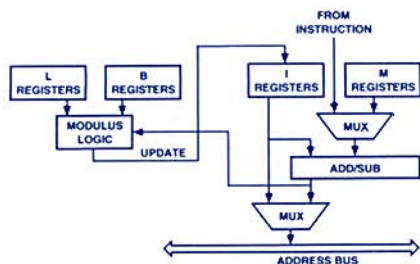 FROM
INSTRUCTION
L
REGISTERS
B
REGISTERS
I
REGISTERS
M
REGISTERS
MODULUS
LOGIC
MUX
UPDATE
ADD/SUB
MUX
ADDRESS BUS